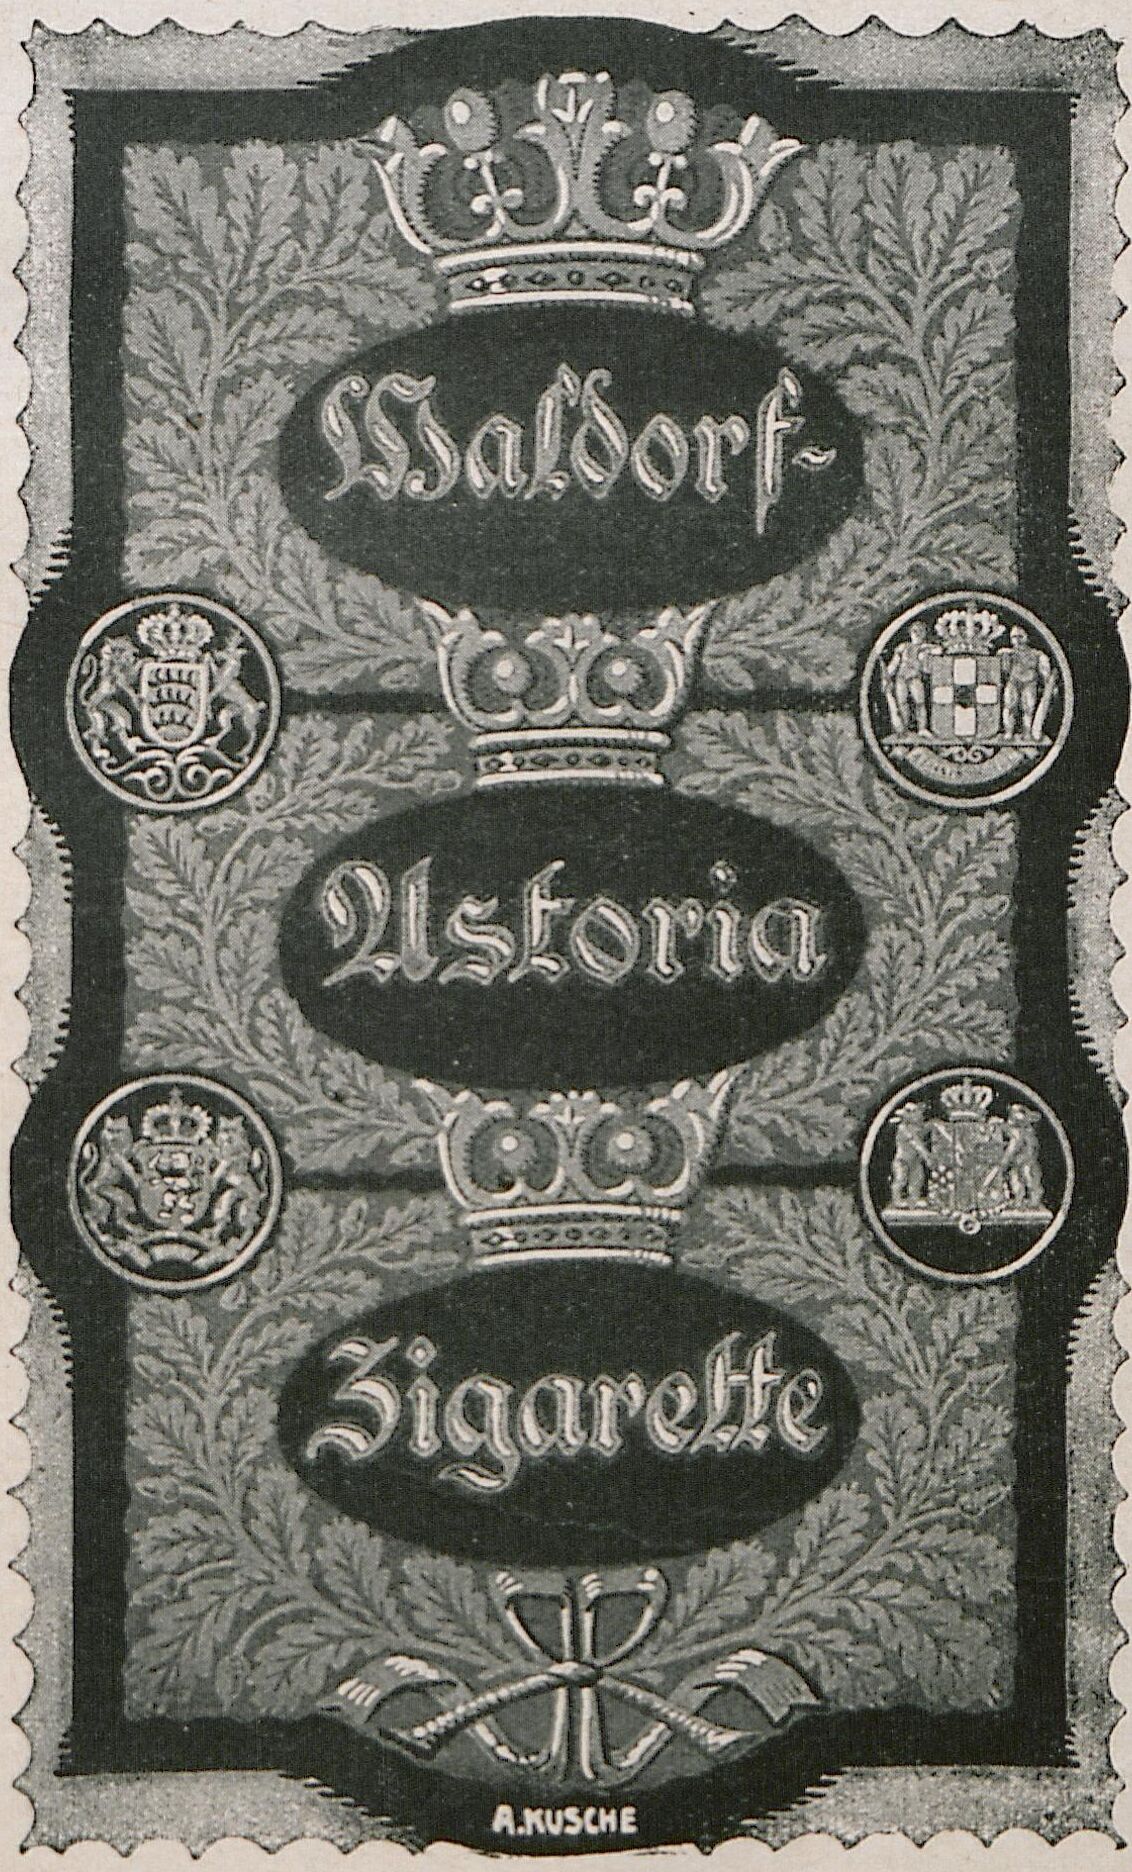 Waldorf-
Astoria
Zigarette
A.KUSCHE